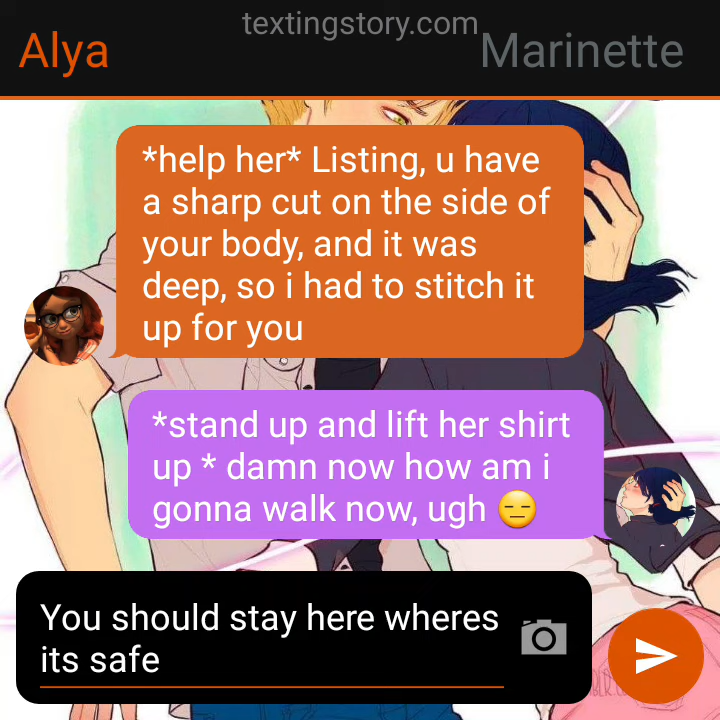 textingstory.com
Alya
Marinette
*help her* Listing, u have
a sharp cut on the side of
your body, and it was
deep, so i had to stitch it
up for you
*stand up and lift her shirt
up * damn now how am i
gonna walk now, ugh 😑
You should stay here wheres
its safe